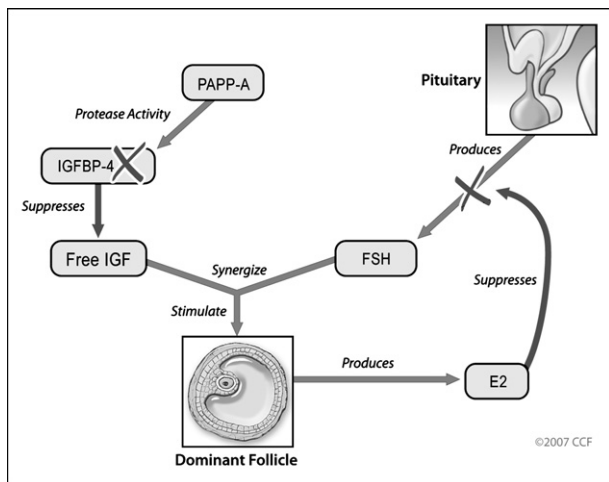 PAPP-A
Pituitary
Protease Activity
Produces
IGFBP-4
Suppresses
Free IGF
Synergize
FSH
Suppresses
Stimulate
Produces
E2
Dominant Follicle
©2007 CCF